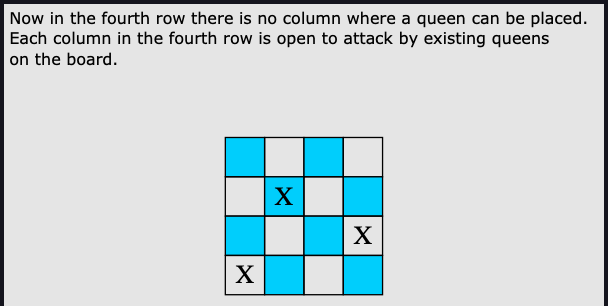 Now in the fourth row there is no column where a queen can be placed.
Each column in the fourth row is open to attack by existing queens
on the board.
X
X
X